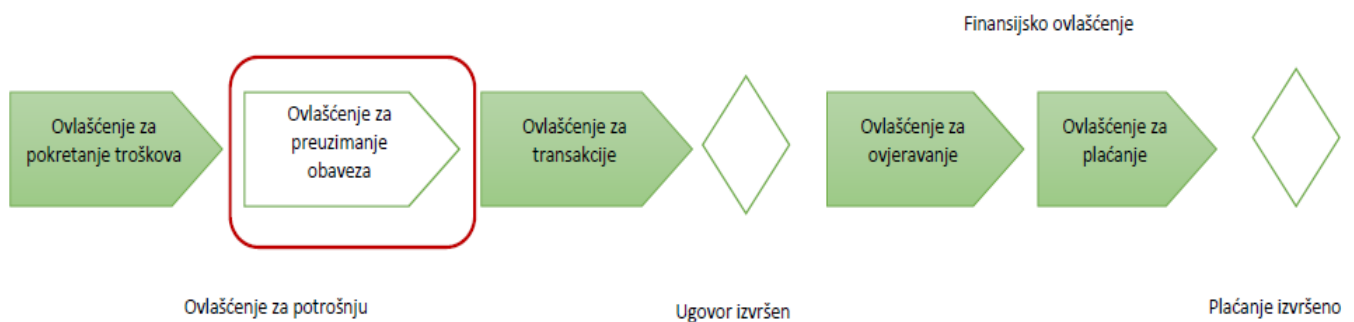 Finansijsko ovlašćenje
Ovlašćenje za
pokretanje troškova
Ovlašćenje za
preuzimanje
obaveza
Ovlašćenje za
transakcije
Ovlašćenje za
ovjeravanje
Ovlašćenje za
plaćanje
Ovlašćenje za potrošnju
Ugovor izvršen
Plaćanje izvršeno